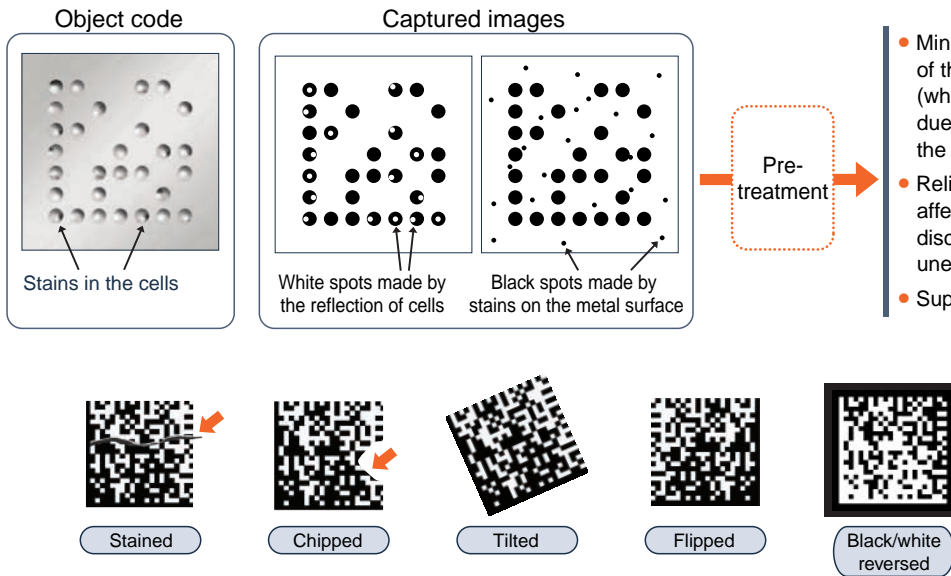 Object code
Captured images
Stains in the cells
White spots made by
the reflection of cells
Black spots made by
stains on the metal surface
Pre-
treatment
• Min
of th
(wh
due
the
• Reli
affe
disc
une
• Sup
Stained
Chipped
Tilted
Flipped
Black/white
reversed